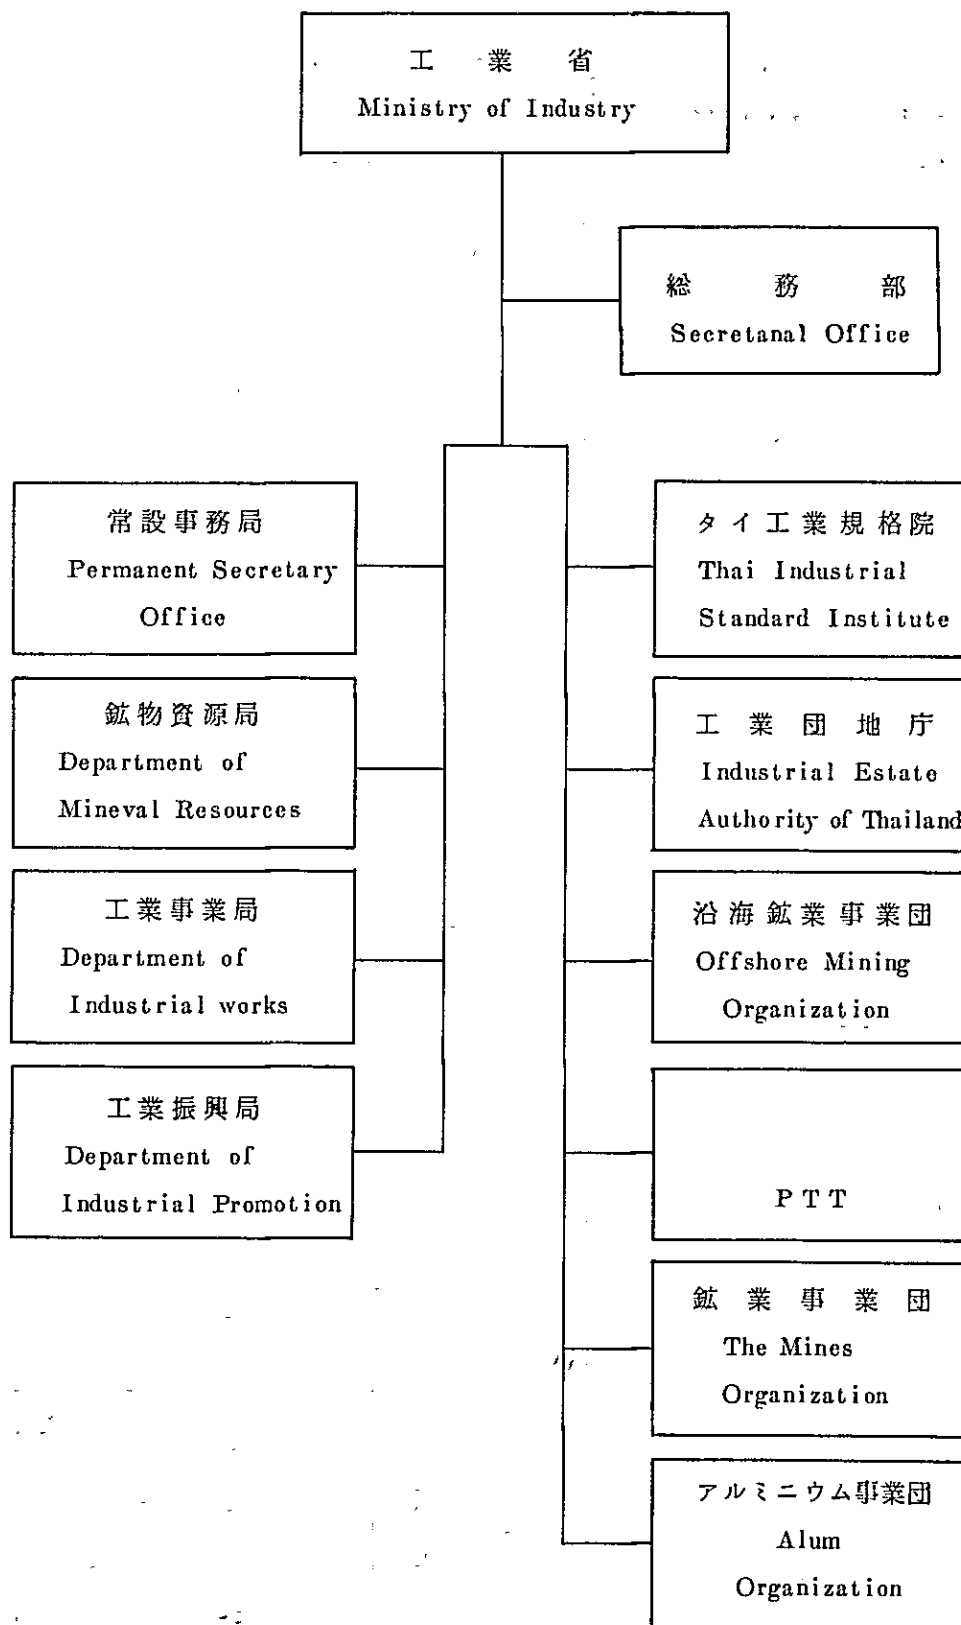 工業省
Ministry of Industry
総務部
Secretanal Office
常設事務局
Permanent Secretary
Office
鉱物資源局
Department of
Mineval Resources
工業事業局
Department of
Industrial works
工業振興局
Department of
Industrial Promotion
タイ工業規格院
Thai Industrial
Standard Institute
工業団地庁
Industrial Estate
Authority of Thailand
沿海鉱業事業団
Offshore Mining
Organization
PTT
鉱業事業団
The Mines
Organization
アルミニウム事業団
Alum
Organization